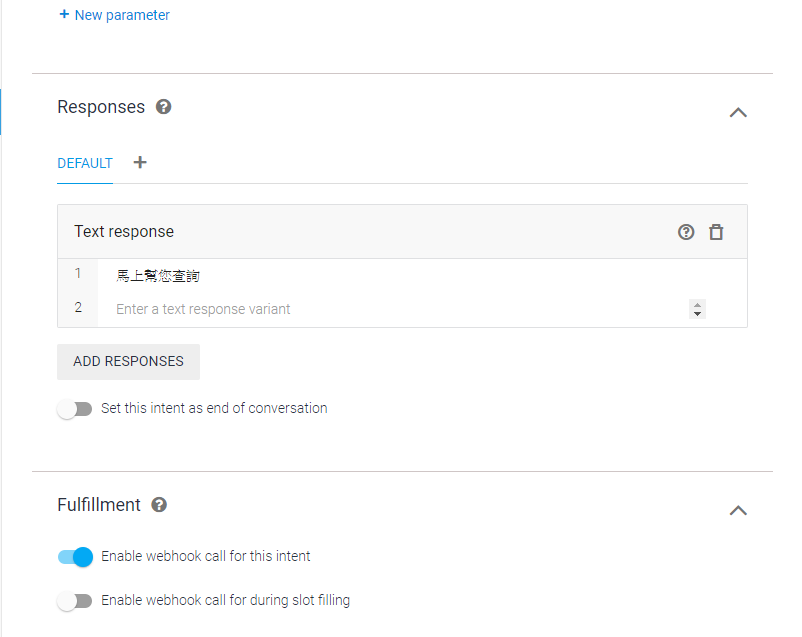 + New parameter
Responses ?
DEFAULT +
Text response ?
1 馬上幫您查詢
2 Enter a text response variant
ADD RESPONSES
Set this intent as end of conversation
Fulfillment ?
Enable webhook call for this intent
Enable webhook call for during slot filling